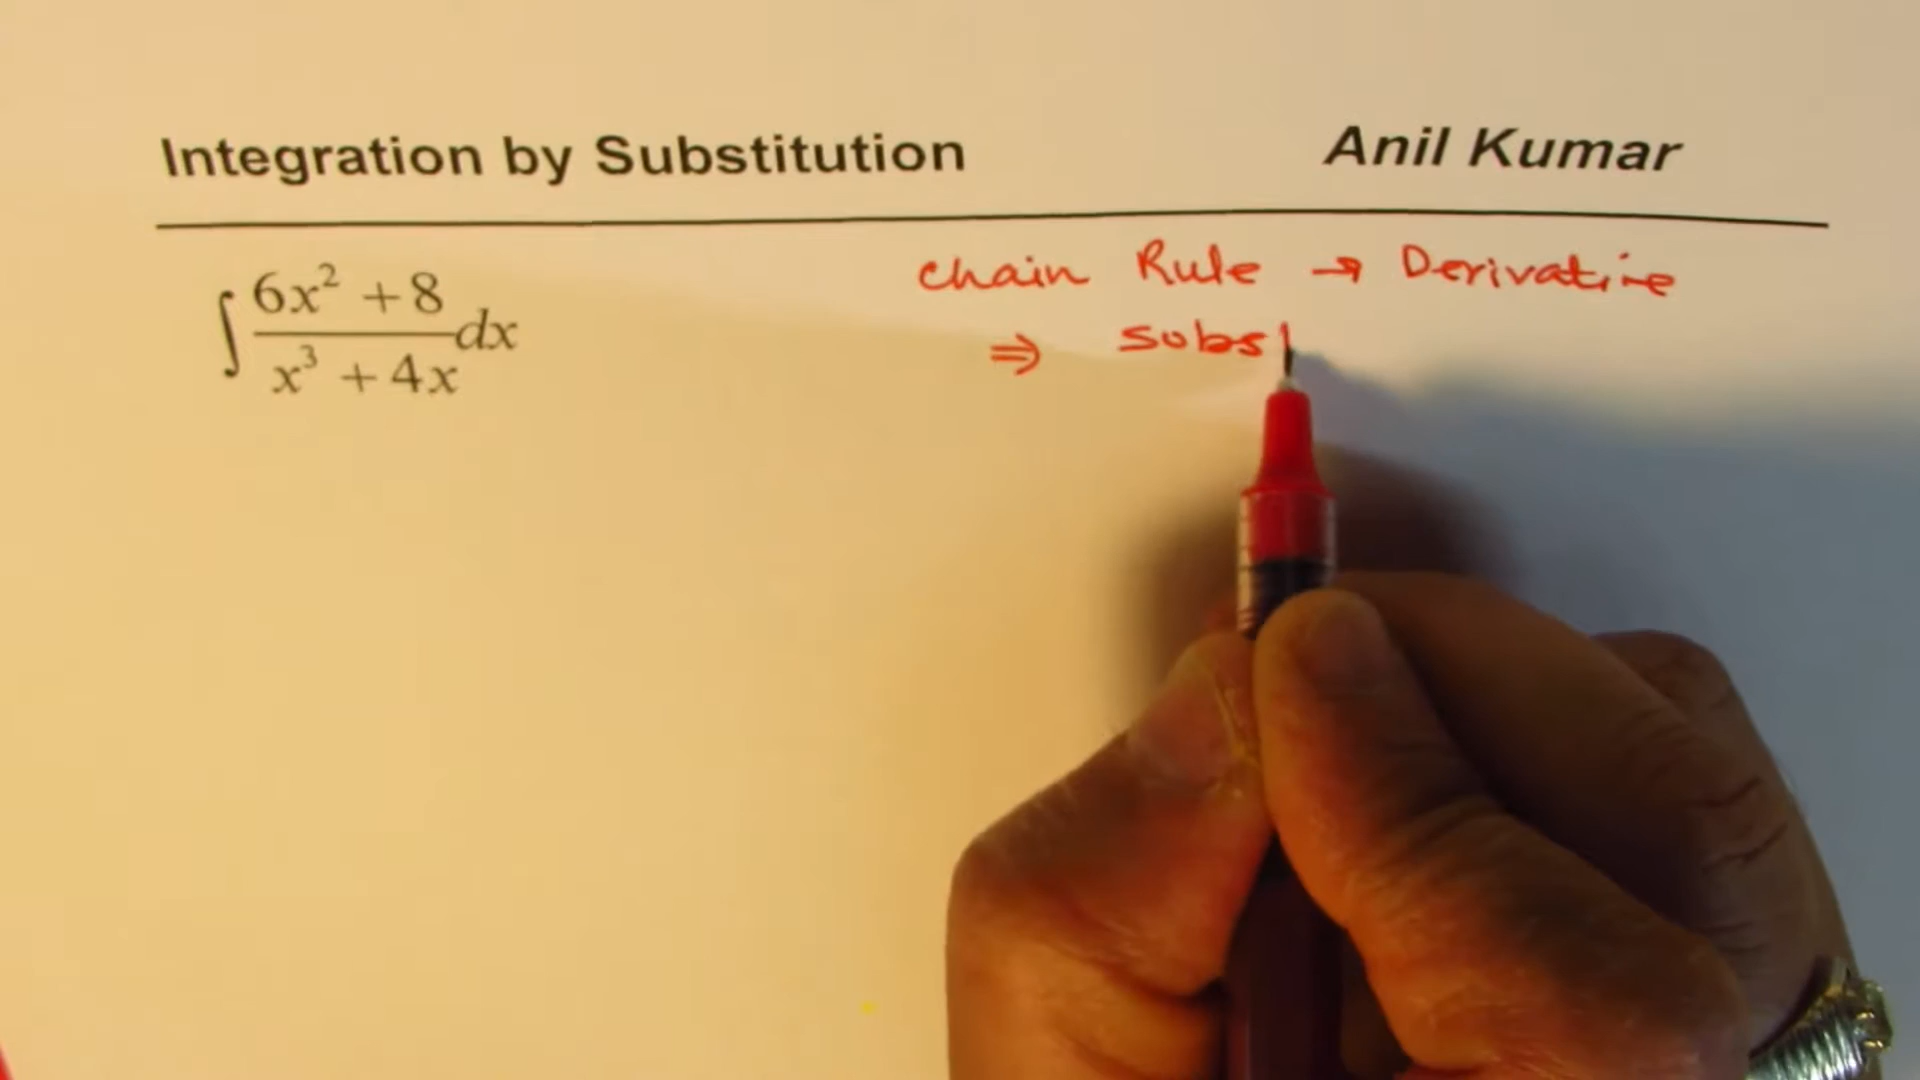 Integration by Substitution Anil Kumar
∫ 6x² + 8 / x³ + 4x dx
chain Rule → Derivative
⇒ subst